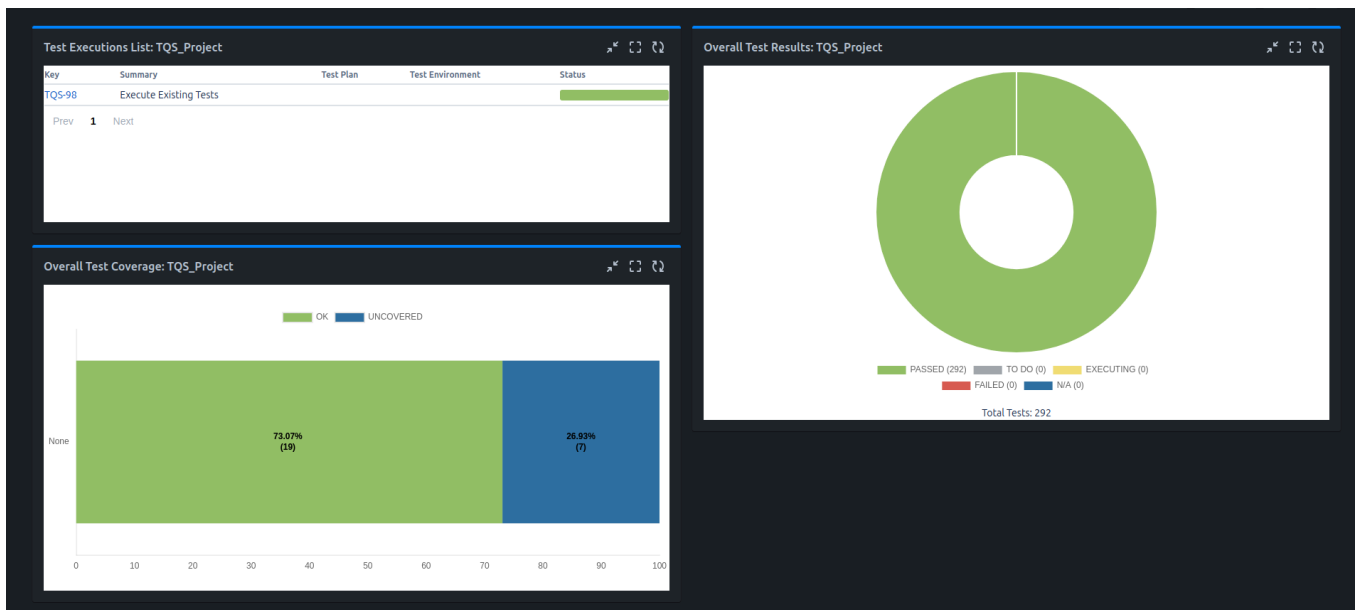 Test Executions List: TQS_Project
Key Summary Test Plan Test Environment Status
TQS-98 Execute Existing Tests
Prev 1 Next
Overall Test Coverage: TQS_Project
OK UNCOVERED
None
73.07%
(19)
26.93%
(7)
0 10 20 30 40 50 60 70 80 90 100
Overall Test Results: TQS_Project
PASSED (292) TO DO (0) EXECUTING (0)
FAILED (0) N/A (0)
Total Tests: 292